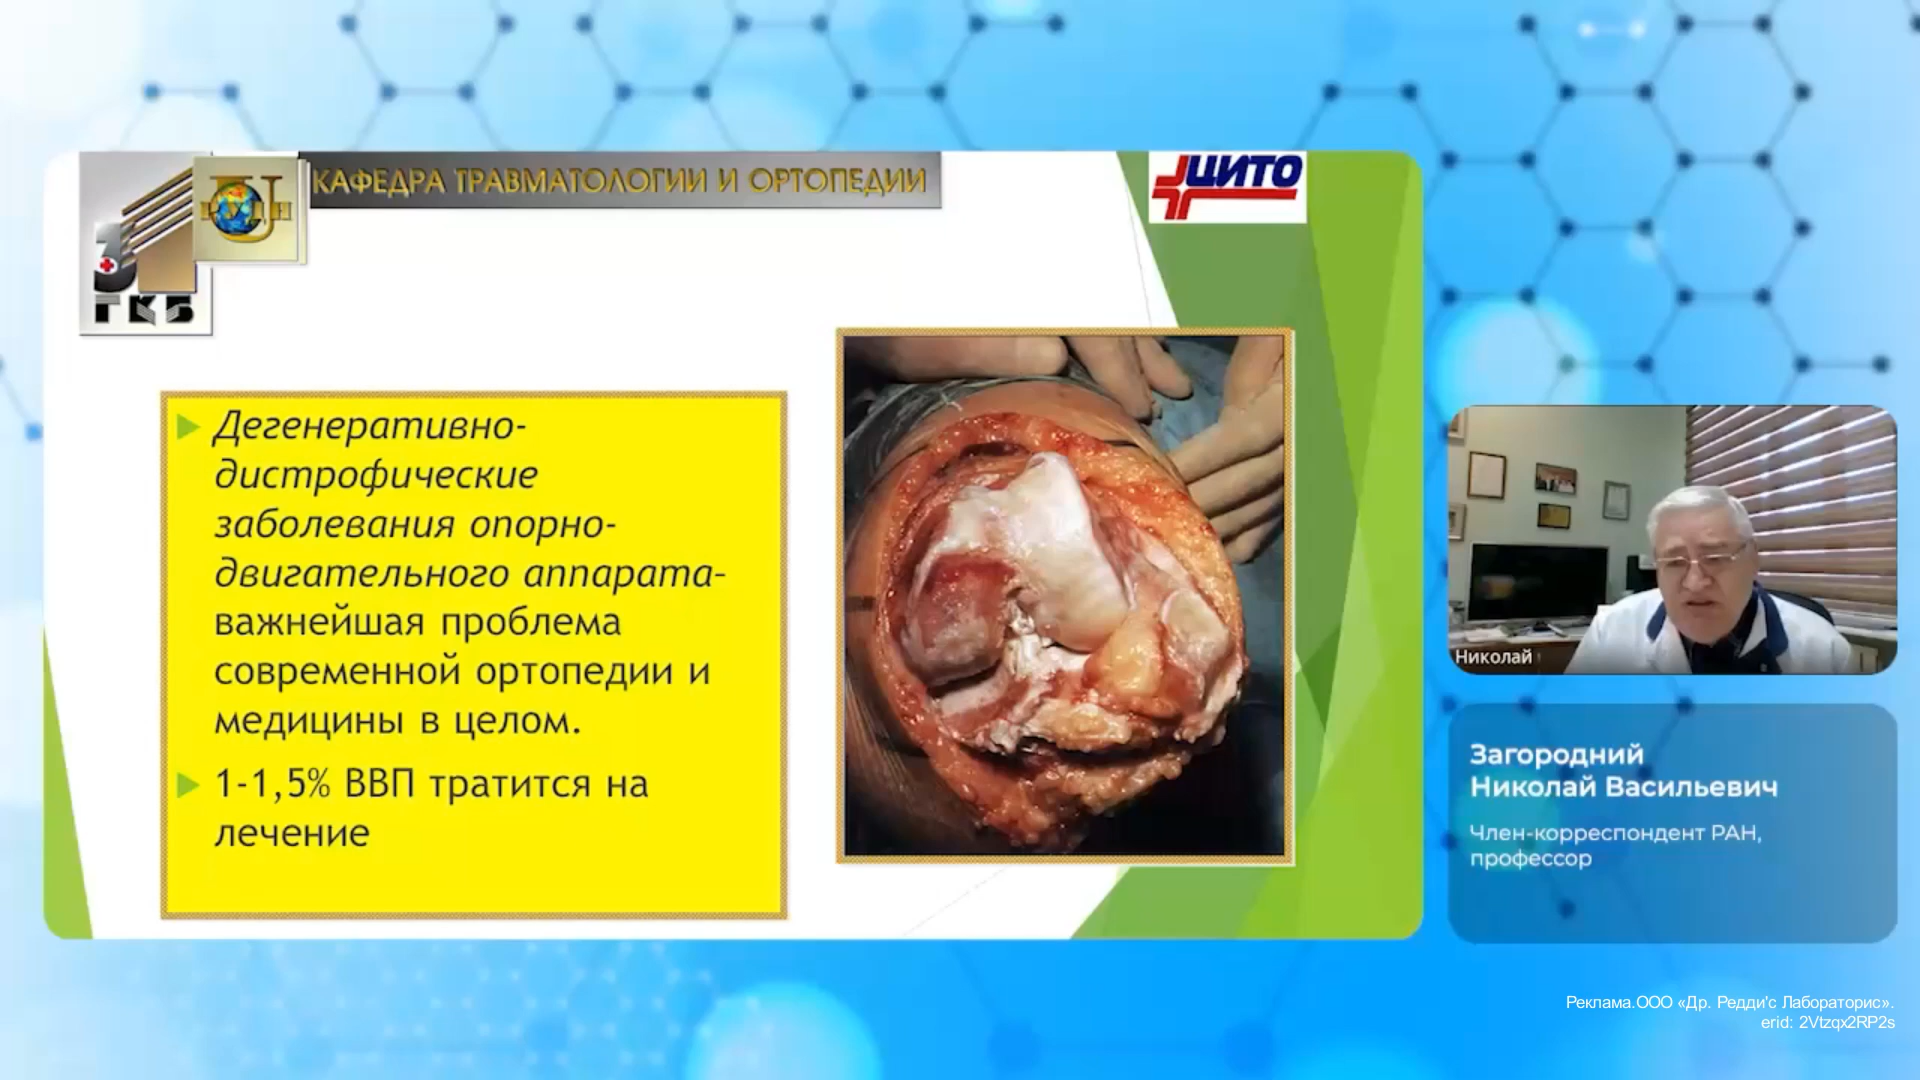 КАФЕДРА ТРАВМАТОЛОГИИ И ОРТОПЕДИИ
ЦИТО
РУДН
31
ГКБ
Дегенеративно-
дистрофические
заболевания опорно-
двигательного аппарата-
важнейшая проблема
современной ортопедии и
медицины в целом.
1-1,5% ВВП тратится на
лечение
Николай
Загородний
Николай Васильевич
Член-корреспондент РАН,
профессор
Реклама.ООО «Др. Редди'с Лабораторис».
erid: 2Vtzqx2RP2s